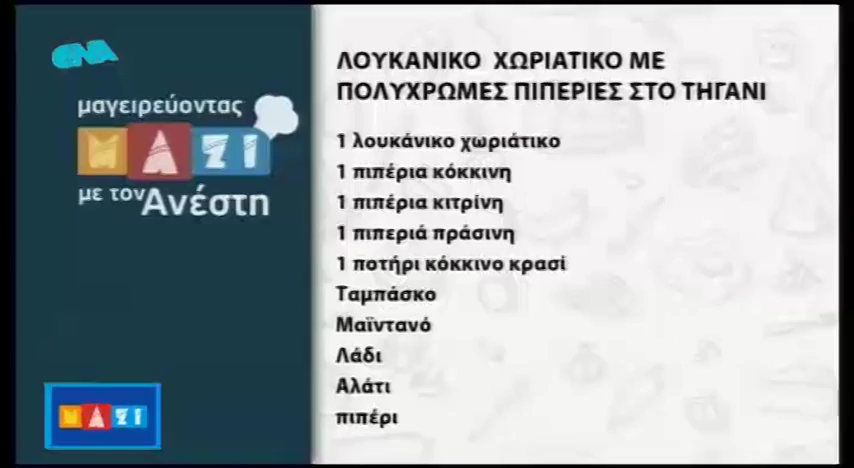 ENA
μαγειρεύοντας
ΜΑΖΙ
με τον Ανέστη
ΜΑΖΙ
ΛΟΥΚΑΝΙΚΟ ΧΩΡΙΑΤΙΚΟ ΜΕ
ΠΟΛΥΧΡΩΜΕΣ ΠΙΠΕΡΙΕΣ ΣΤΟ ΤΗΓΑΝΙ
1 λουκάνικο χωριάτικο
1 πιπέρια κόκκινη
1 πιπέρια κιτρίνη
1 πιπεριά πράσινη
1 ποτήρι κόκκινο κρασί
Ταμπάσκο
Μαϊντανό
Λάδι
Αλάτι
πιπέρι